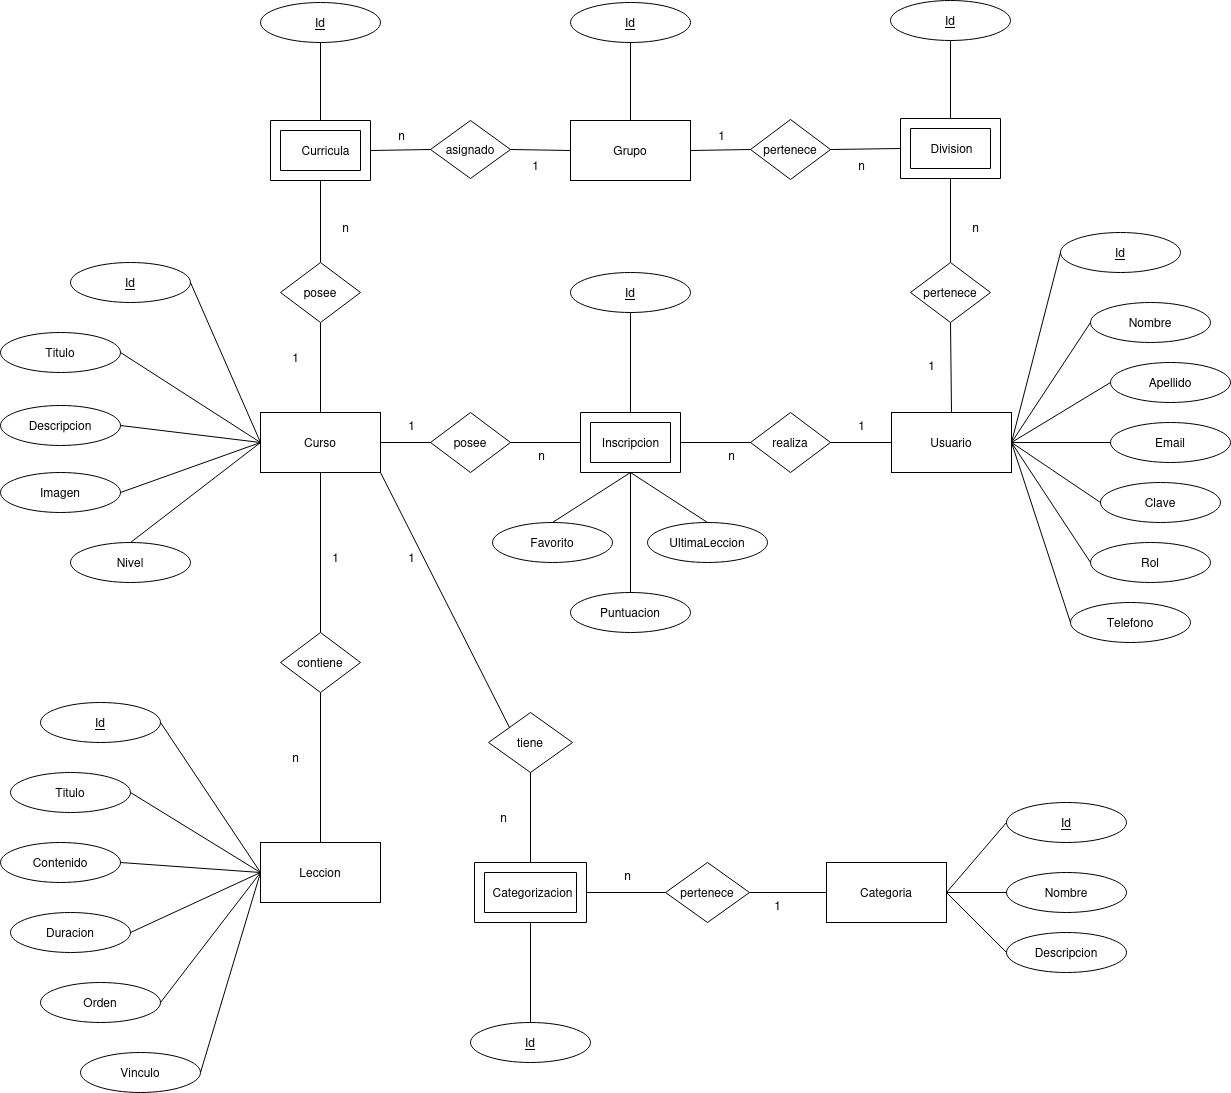 Id
Id
Id
Curricula
n
asignado
1
Grupo
1
pertenece
n
Division
n
n
Id
Id
posee
Id
pertenece
Nombre
Titulo
1
1
Apellido
Descripcion
Curso
1
posee
n
Inscripcion
n
realiza
1
Usuario
Email
Imagen
Clave
Nivel
1
1
Favorito
UltimaLeccion
Rol
Puntuacion
Telefono
contiene
Id
tiene
n
Titulo
n
Id
Contenido
Leccion
Categorizacion
n
pertenece
1
Categoria
Nombre
Duracion
Descripcion
Orden
Id
Vinculo